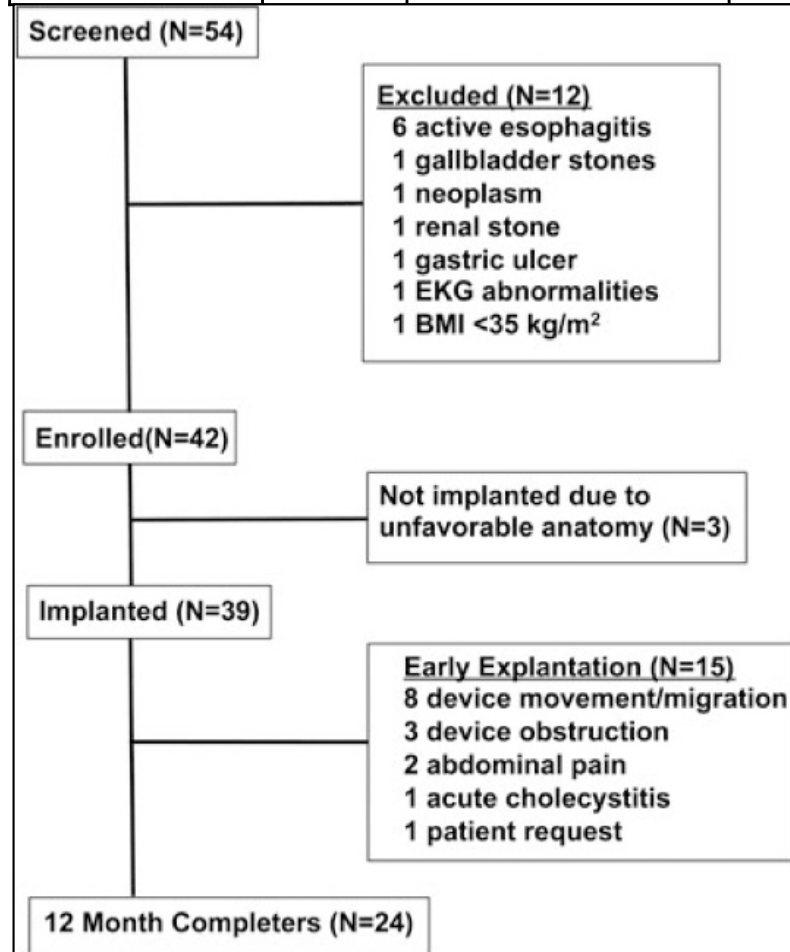 Screened (N=54)
Excluded (N=12)
6 active esophagitis
1 gallbladder stones
1 neoplasm
1 renal stone
1 gastric ulcer
1 EKG abnormalities
1 BMI <35 kg/m²
Enrolled(N=42)
Not implanted due to
unfavorable anatomy (N=3)
Implanted (N=39)
Early Explantation (N=15)
8 device movement/migration
3 device obstruction
2 abdominal pain
1 acute cholecystitis
1 patient request
12 Month Completers (N=24)